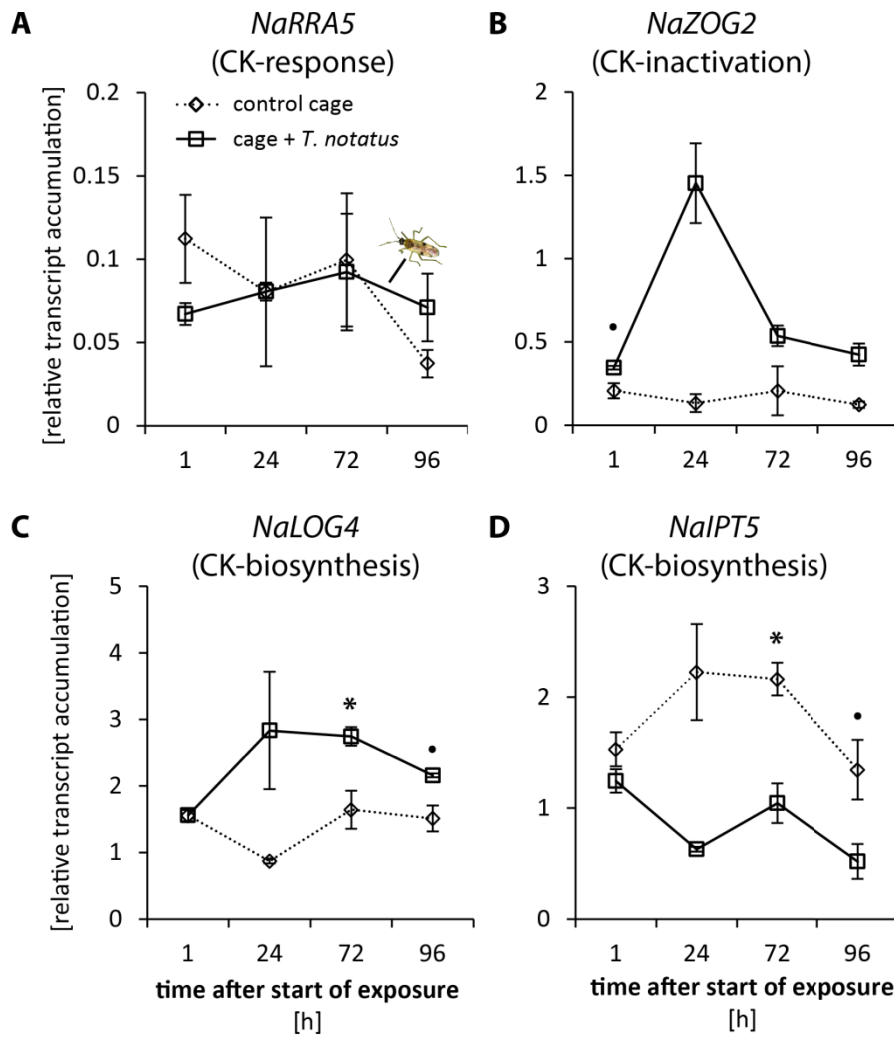 A
NaRRA5
(CK-response)
[relative transcript accumulation]
0.2
0.15
0.1
0.05
0
control cage
cage + T. notatus
1 24 72 96
B
NaZOG2
(CK-inactivation)
2
1.5
1
0.5
0
•
1 24 72 96
C
NaLOG4
(CK-biosynthesis)
[relative transcript accumulation]
5
4
3
2
1
0
*
•
1 24 72 96
time after start of exposure
[h]
D
NaIPT5
(CK-biosynthesis)
3
2
1
0
*
•
1 24 72 96
time after start of exposure
[h]